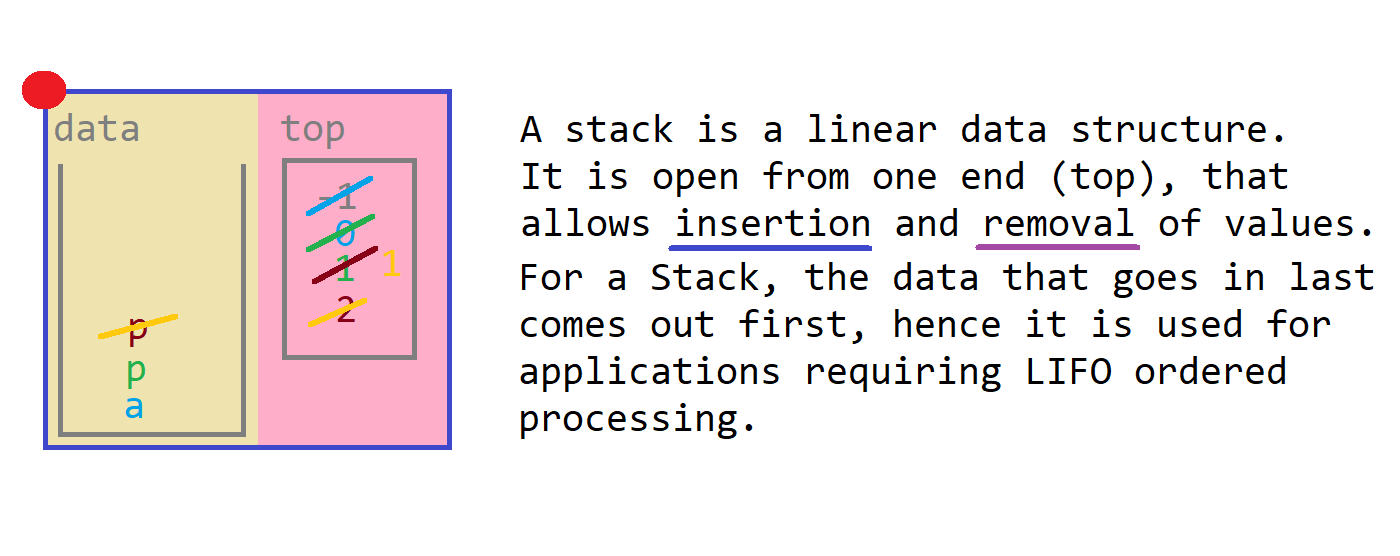 data
top
-1
0
1 1
2
p
p
a
A stack is a linear data structure.
It is open from one end (top), that
allows insertion and removal of values.
For a Stack, the data that goes in last
comes out first, hence it is used for
applications requiring LIFO ordered
processing.